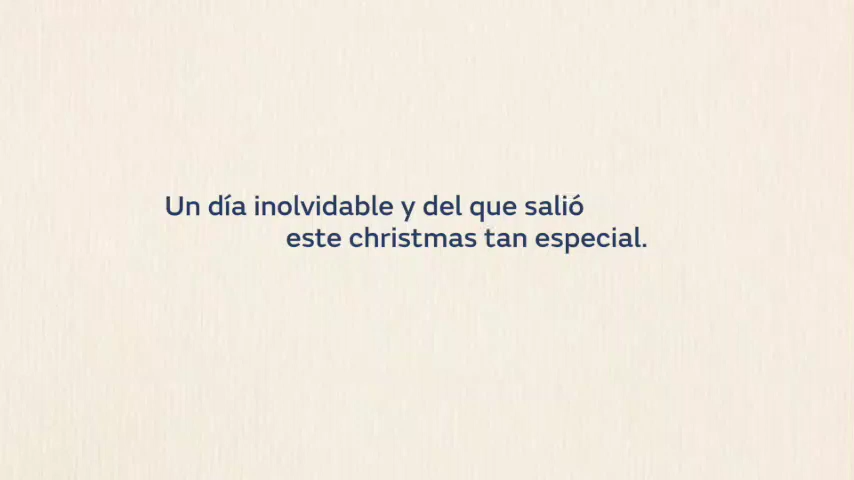 Un día inolvidable y del que salió
este christmas tan especial.